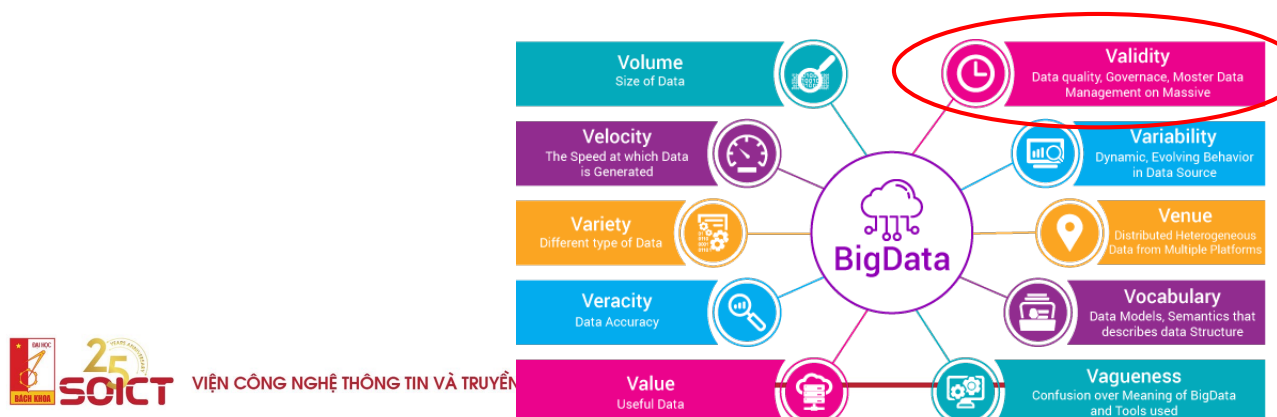 Volume
Size of Data
Velocity
The Speed at which Data
is Generated
Variety
Different type of Data
Veracity
Data Accuracy
Value
Useful Data
BigData
Validity
Data quality, Governace, Moster Data
Management on Massive
Variability
Dynamic, Evolving Behavior
in Data Source
Venue
Distributed Heterogeneous
Data from Multiple Platforms
Vocabulary
Data Models, Semantics that
describes data Structure
Vagueness
Confusion over Meaning of BigData
and Tools used
ĐẠI HỌC
BÁCH KHOA
25
YEARS ANNIVERSARY
SOICT
VIỆN CÔNG NGHỆ THÔNG TIN VÀ TRUYỀN